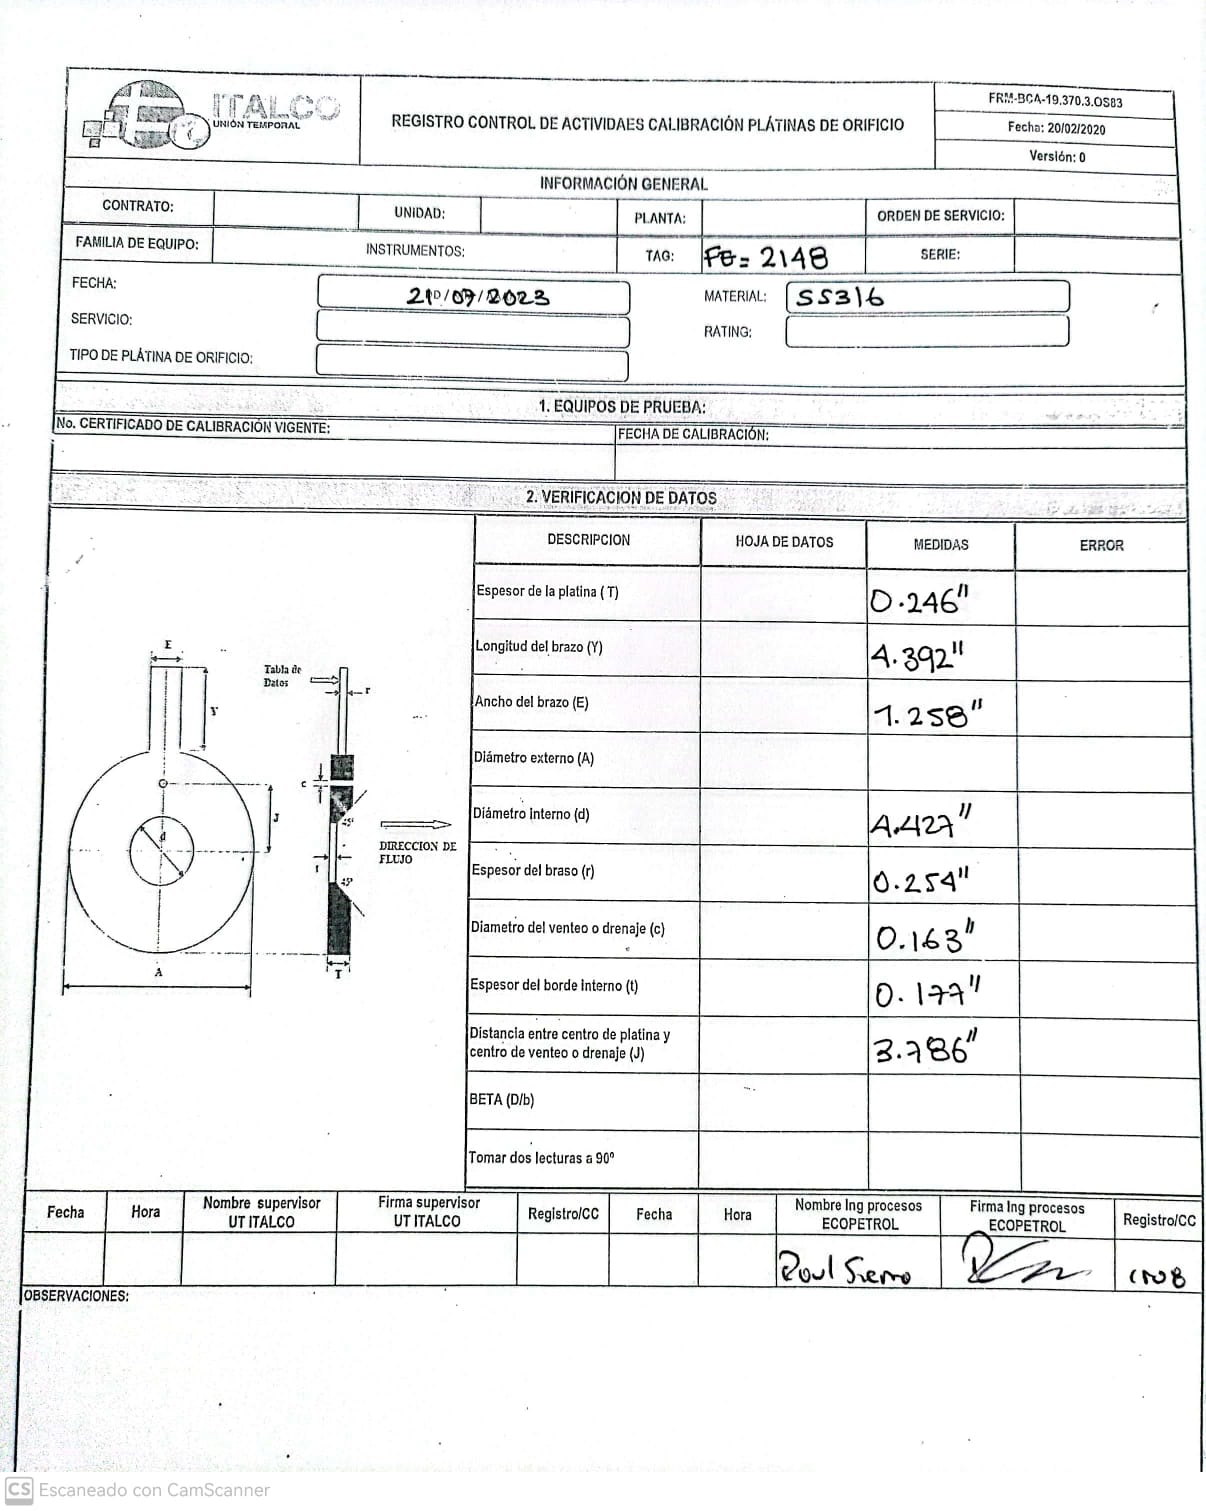 ITALCO
UNIÓN TEMPORAL
REGISTRO CONTROL DE ACTIVIDAES CALIBRACIÓN PLÁTINAS DE ORIFICIO
FRM-BCA-19.370.3.OS83
Fecha: 20/02/2020
Versión: 0
INFORMACIÓN GENERAL
CONTRATO:
UNIDAD:
PLANTA:
ORDEN DE SERVICIO:
FAMILIA DE EQUIPO:
INSTRUMENTOS:
TAG: FE= 2148
SERIE:
FECHA: /07/2023
MATERIAL: SS316
SERVICIO:
RATING:
TIPO DE PLÁTINA DE ORIFICIO:
1. EQUIPOS DE PRUEBA:
No. CERTIFICADO DE CALIBRACIÓN VIGENTE:
FECHA DE CALIBRACIÓN:
2. VERIFICACION DE DATOS
DESCRIPCION HOJA DE DATOS MEDIDAS ERROR
Espesor de la platina ( T) 0.246"
Longitud del brazo (Y) 4.392"
Ancho del brazo (E) 1.258"
Diámetro externo (A)
Diámetro interno (d) 4.427"
Espesor del braso (r) 0.254"
Diametro del venteo o drenaje (c) 0.163"
Espesor del borde interno (t) 0.177"
Distancia entre centro de platina y
centro de venteo o drenaje (J) 3.786"
BETA (D/b)
Tomar dos lecturas a 90º
E
Tabla de
Datos
r
Y
c
J
45º
d
DIRECCION DE
FLUJO
t
45º
A
T
Fecha
Hora
Nombre supervisor
UT ITALCO
Firma supervisor
UT ITALCO
Registro/CC
Fecha
Hora
Nombre Ing procesos
ECOPETROL
Firma Ing procesos
ECOPETROL
Registro/CC
Raul Sierra
OBSERVACIONES:
CS Escaneado con CamScanner